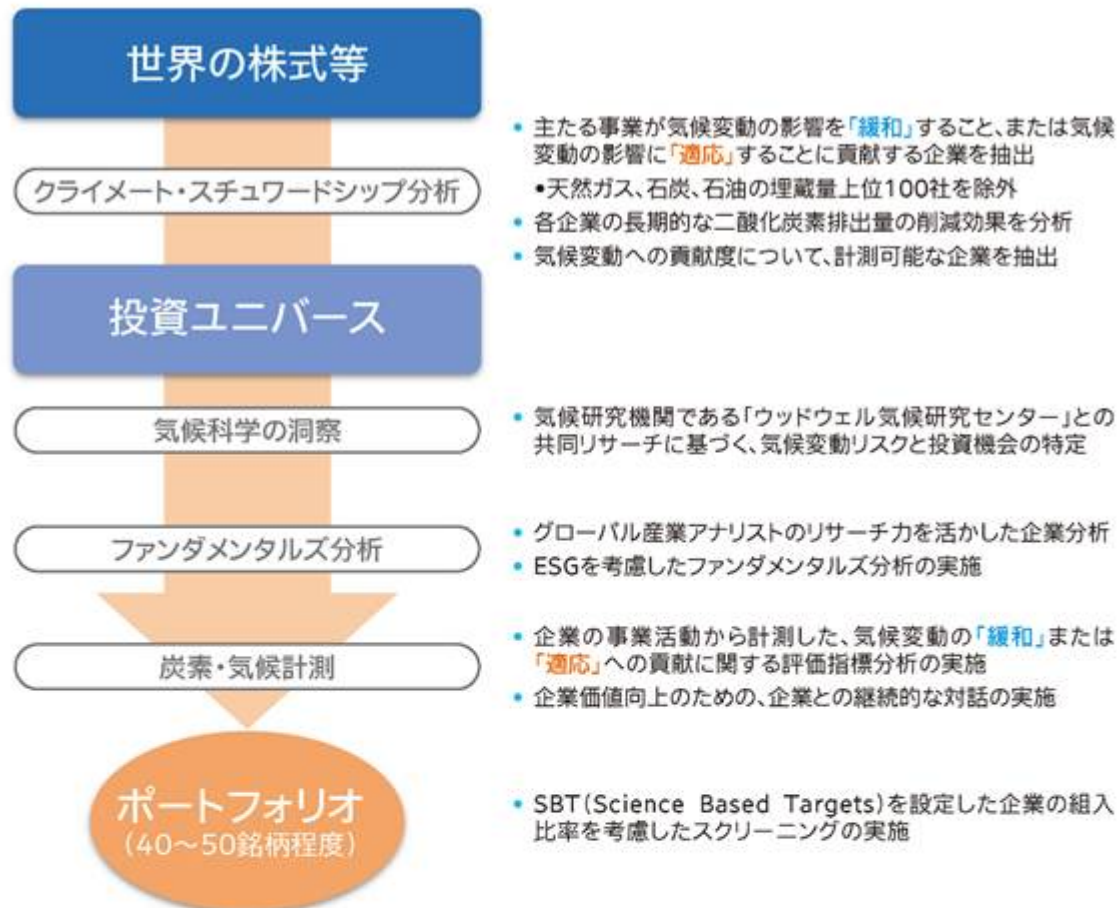 世界の株式等
クライメート・スチュワードシップ分析
• 主たる事業が気候変動の影響を「緩和」すること、または気候
変動の影響に「適応」することに貢献する企業を抽出
•天然ガス、石炭、石油の埋蔵量上位100社を除外
• 各企業の長期的な二酸化炭素排出量の削減効果を分析
• 気候変動への貢献度について、計測可能な企業を抽出
投資ユニバース
気候科学の洞察
• 気候研究機関である「ウッドウェル気候研究センター」との
共同リサーチに基づく、気候変動リスクと投資機会の特定
ファンダメンタルズ分析
• グローバル産業アナリストのリサーチ力を活かした企業分析
• ESGを考慮したファンダメンタルズ分析の実施
炭素・気候計測
• 企業の事業活動から計測した、気候変動の「緩和」または
「適応」への貢献に関する評価指標分析の実施
• 企業価値向上のための、企業との継続的な対話の実施
ポートフォリオ
(40～50銘柄程度)
• SBT(Science Based Targets)を設定した企業の組入
比率を考慮したスクリーニングの実施